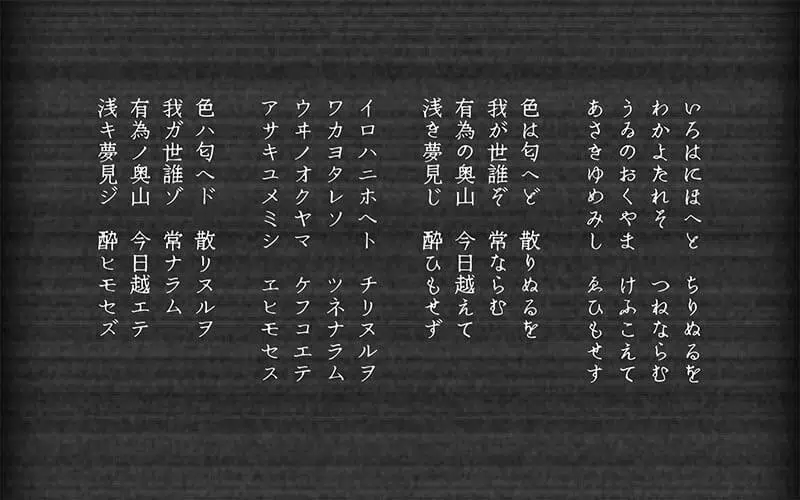 いろはにほへと　ちりぬるを
わかよたれそ　つねならむ
うゐのおくやま　けふこえて
あさきゆめみし　ゑひもせす
色は匂へど　散りぬるを
我が世誰ぞ　常ならむ
有為の奥山　今日越えて
浅き夢見じ　酔ひもせず
イロハニホヘト　チリヌルヲ
ワカヨタレソ　ツネナラム
ウヰノオクヤマ　ケフコエテ
アサキユメミシ　ヱヒモセス
色ハ匂ヘド　散リヌルヲ
我ガ世誰ゾ　常ナラム
有為ノ奥山　今日越エテ
浅キ夢見ジ　酔ヒモセズ